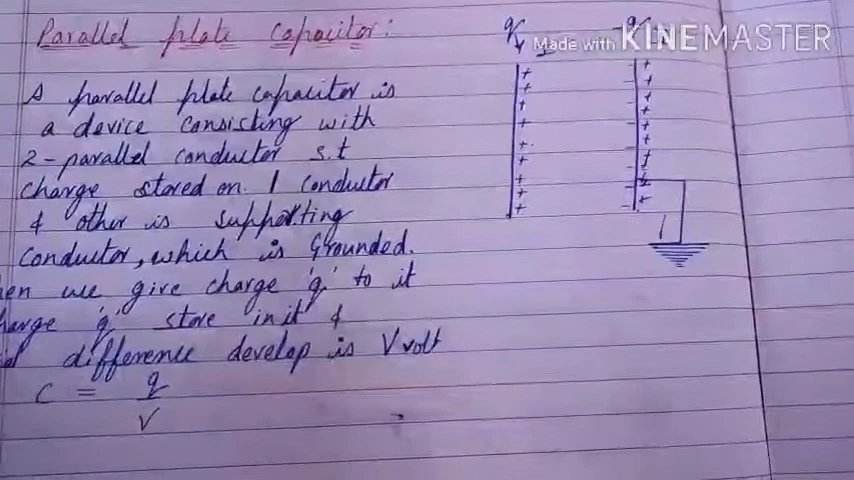 Parallel plate capacitor:
A parallel plate capacitor is
a device consisting with
2-parallel conductor s.t
charge stored on 1 conductor
& other is supporting
conductor, which is Grounded.
en we give charge 'q' to it
harge 'q' store in it &
difference develop is V volt
C = q
V
q
-q
Made with KINEMASTER